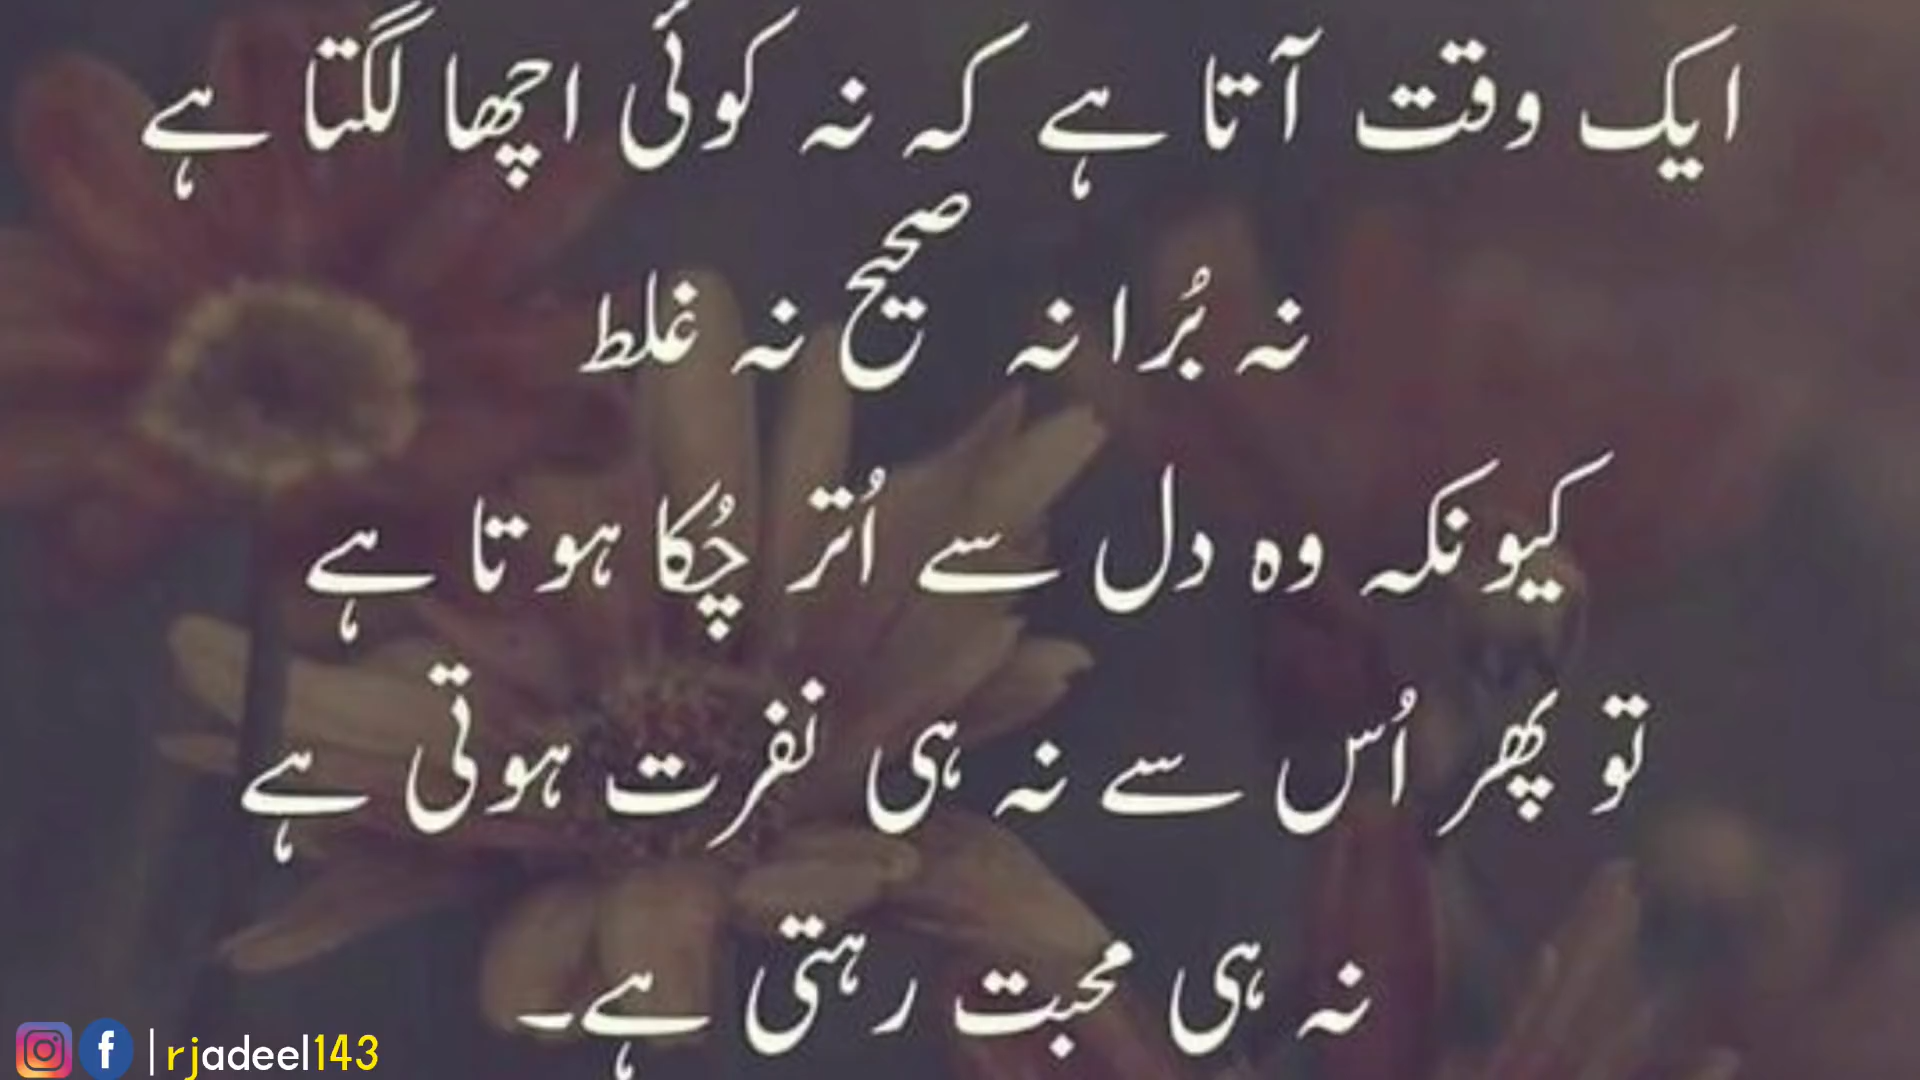 ایک وقت آتا ہے کہ نہ کوئی اچھا لگتا ہے
نہ بُرا نہ صحیح نہ غلط
کیونکہ وہ دل سے اُتر چُکا ہوتا ہے
تو پھر اُس سے نہ ہی نفرت ہوتی ہے
نہ ہی محبت رہتی ہے۔
|rjadeel143